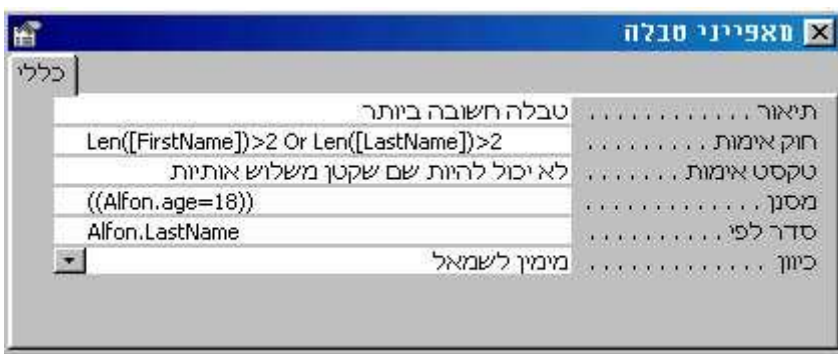 מאפייני טבלה
כללי
תיאור . . . . . . . . . . . . טבלה חשובה ביותר
חוק אימות . . . . . . . . . Len([FirstName])>2 Or Len([LastName])>2
טקסט אימות . . . . . . . לא יכול להיות שם שקטן משלוש אותיות
מסנן . . . . . . . . . . . . . ((Alfon.age=18))
סדר לפי . . . . . . . . . . Alfon.LastName
כיוון . . . . . . . . . . . . . מימין לשמאל